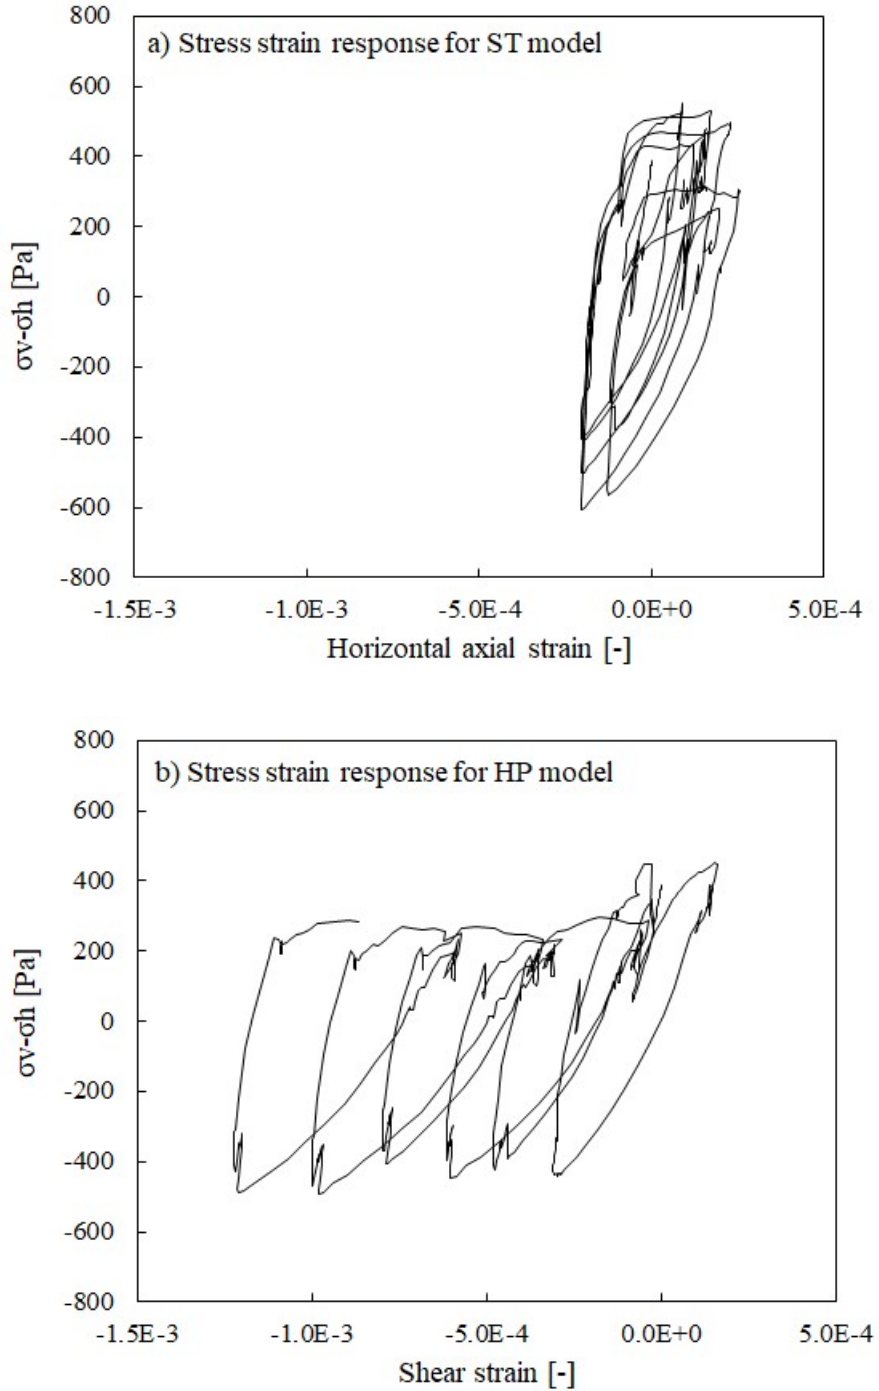 a) Stress strain response for ST model
800
600
400
200
0
-200
-400
-600
-800
σv-σh [Pa]
-1.5E-3 -1.0E-3 -5.0E-4 0.0E+0 5.0E-4
Horizontal axial strain [-]
b) Stress strain response for HP model
800
600
400
200
0
-200
-400
-600
-800
σv-σh [Pa]
-1.5E-3 -1.0E-3 -5.0E-4 0.0E+0 5.0E-4
Shear strain [-]